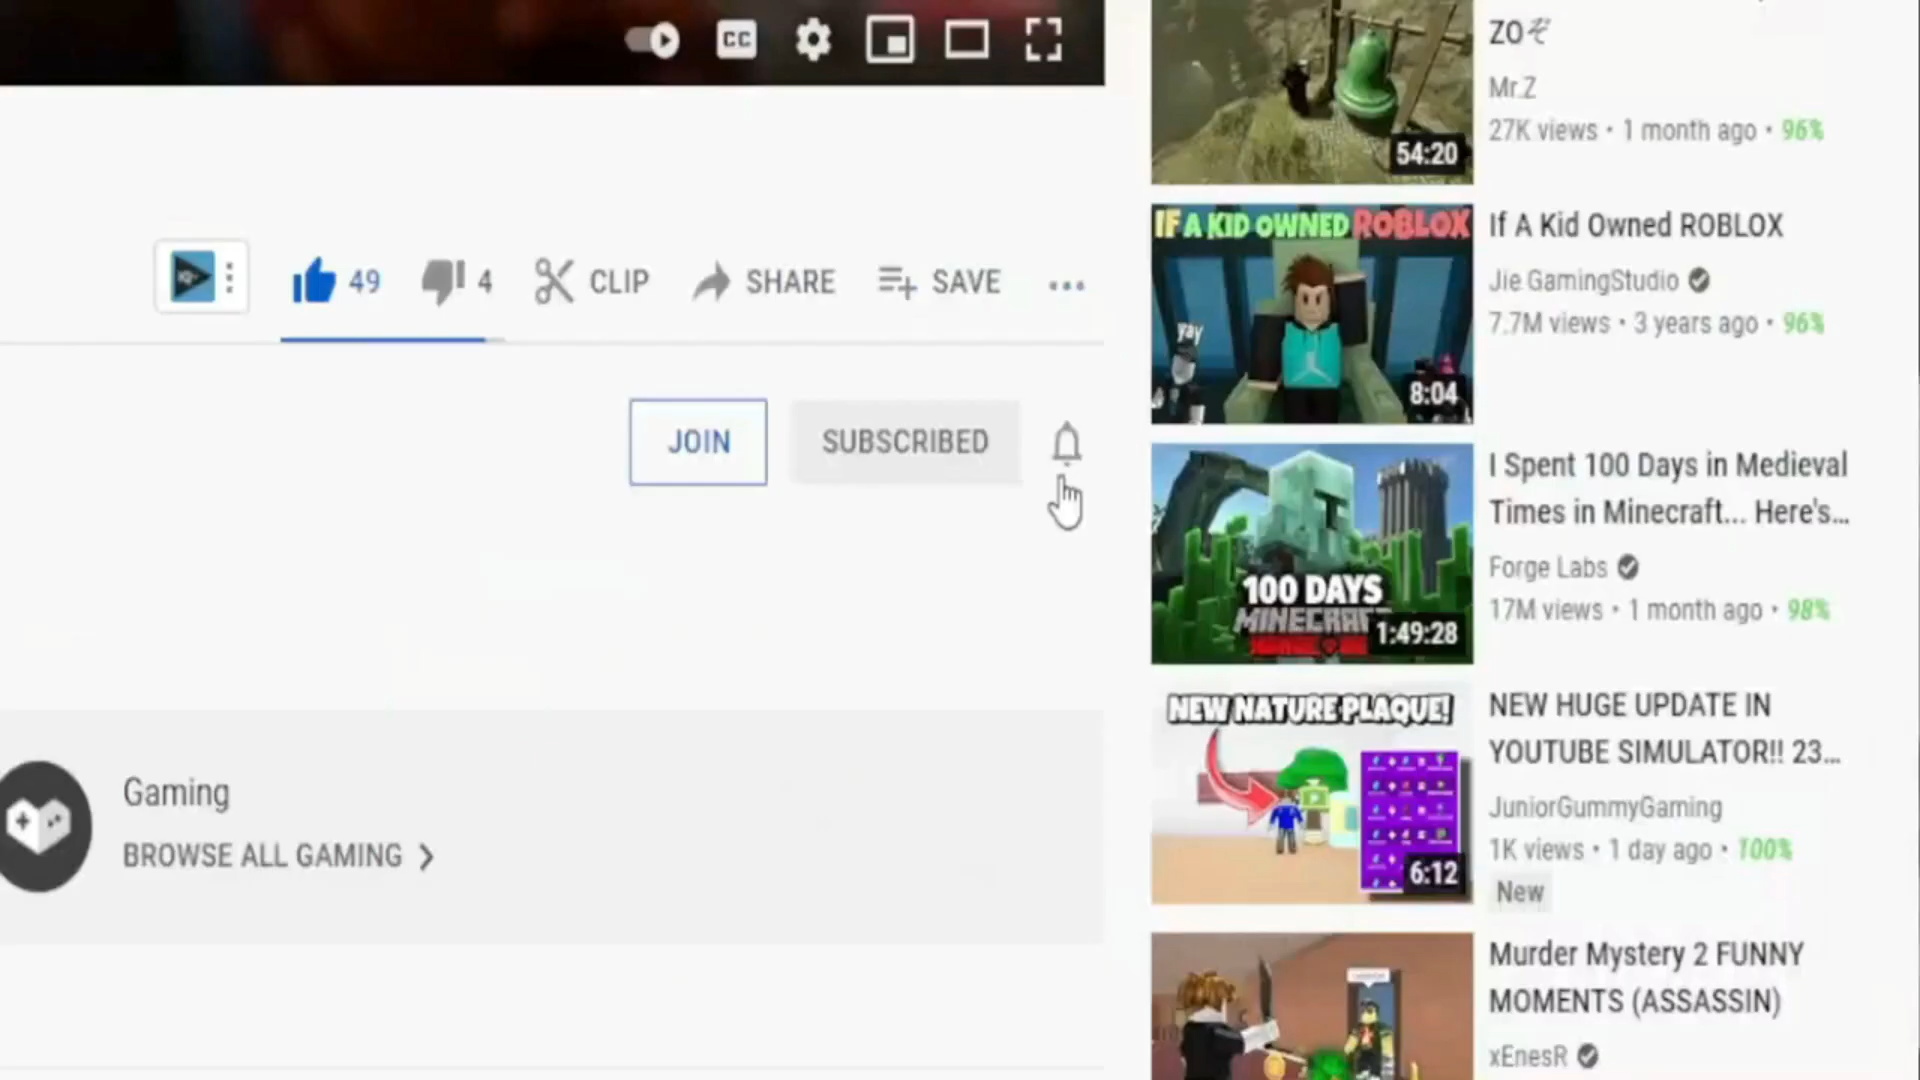 CC
49
4
CLIP
SHARE
SAVE
JOIN
SUBSCRIBED
Gaming
BROWSE ALL GAMING
ZOぞ
Mr.Z
27K views • 1 month ago • 96%
54:20
IF A KID OWNED ROBLOX
yay
8:04
If A Kid Owned ROBLOX
Jie GamingStudio
7.7M views • 3 years ago • 96%
100 DAYS
MINECRAFT
1:49:28
I Spent 100 Days in Medieval
Times in Minecraft... Here's...
Forge Labs
17M views • 1 month ago • 98%
NEW NATURE PLAQUE!
6:12
NEW HUGE UPDATE IN
YOUTUBE SIMULATOR!! 23...
JuniorGummyGaming
1K views • 1 day ago • 100%
New
Murder Mystery 2 FUNNY
MOMENTS (ASSASSIN)
xEnesR